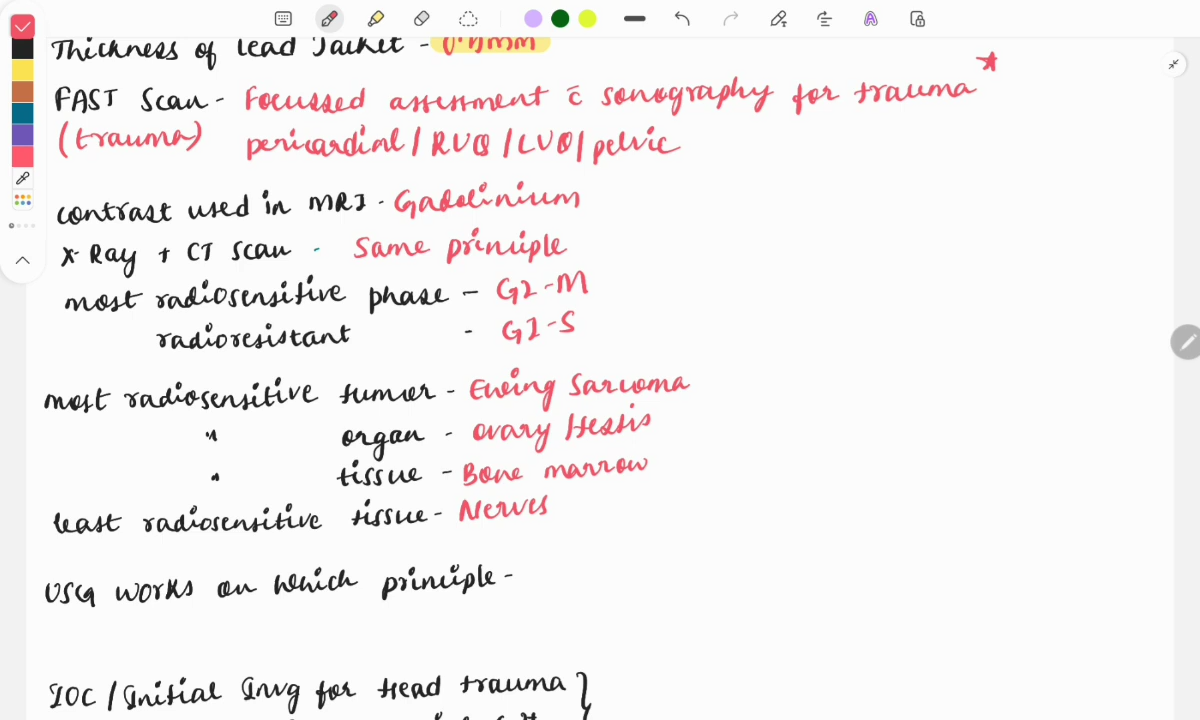 Thickness of Lead Jacket - 0.5mm
FAST Scan - Focussed assessment c̄ sonography for trauma
(trauma) pericardial / RUQ / LUQ / pelvic
contrast used in MRI - Gadolinium
X-Ray + CT Scan - Same principle
most radiosensitive phase - G2-M
radioresistant - G1-S
most radiosensitive tumor - Ewing Sarcoma
" organ - ovary / testis
" tissue - Bone marrow
least radiosensitive tissue - Nerves
USG works on which principle -
IOC / Initial Invg for Head trauma }